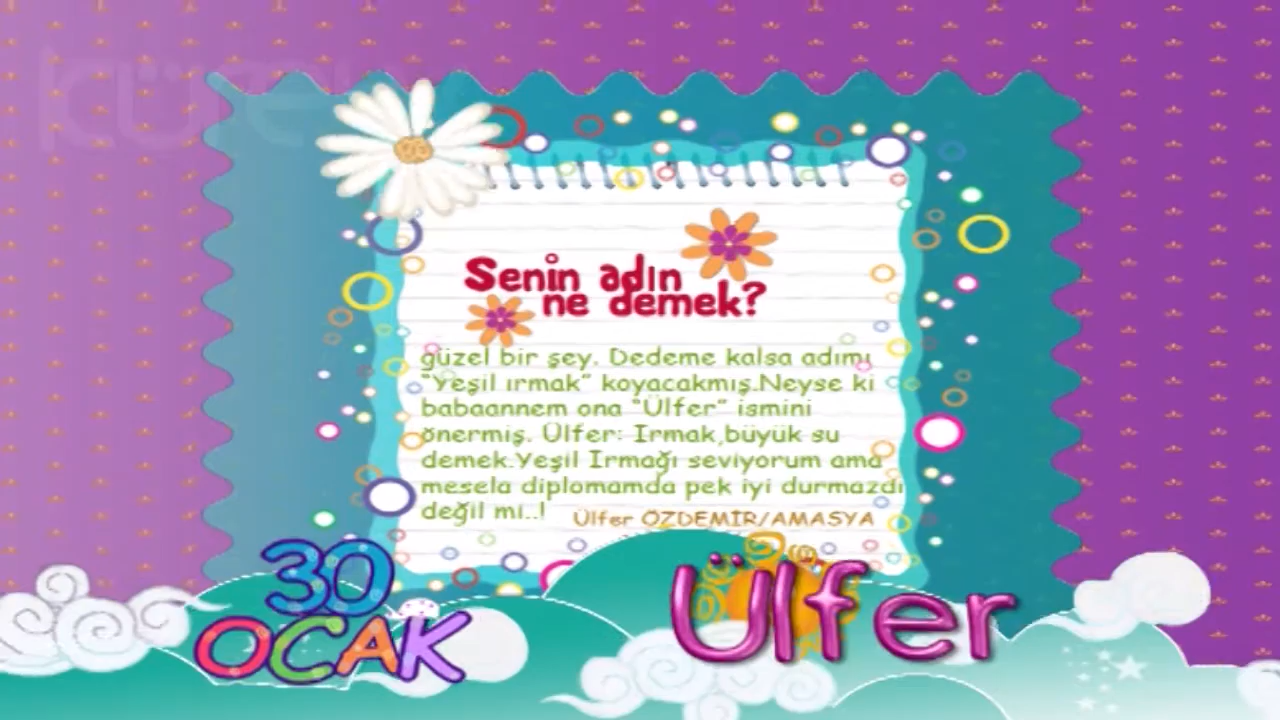 Senin adın
ne demek?
güzel bir şey. Dedeme kalsa adımı
"Yeşil ırmak" koyacakmış.Neyse ki
babaannem ona "Ülfer" ismini
önermiş. Ülfer: Irmak,büyük su
demek.Yeşil Irmağı seviyorum ama
mesela diplomamda pek iyi durmazdı
değil mi..!
Ülfer ÖZDEMİR/AMASYA
30
OCAK
Ülfer